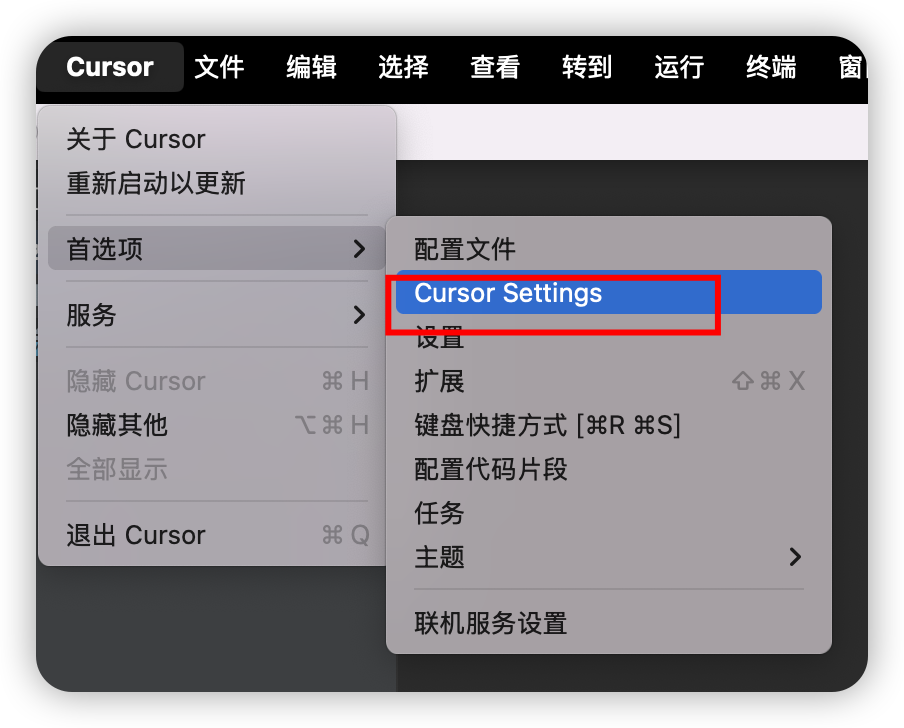 Cursor 文件 编辑 选择 查看 转到 运行 终端 窗
关于 Cursor
重新启动以更新
首选项
服务
隐藏 Cursor ⌘ H
隐藏其他 ⌥ ⌘ H
全部显示
退出 Cursor ⌘ Q
配置文件
Cursor Settings
设置
扩展 ⇧ ⌘ X
键盘快捷方式 [⌘R ⌘S]
配置代码片段
任务
主题
联机服务设置